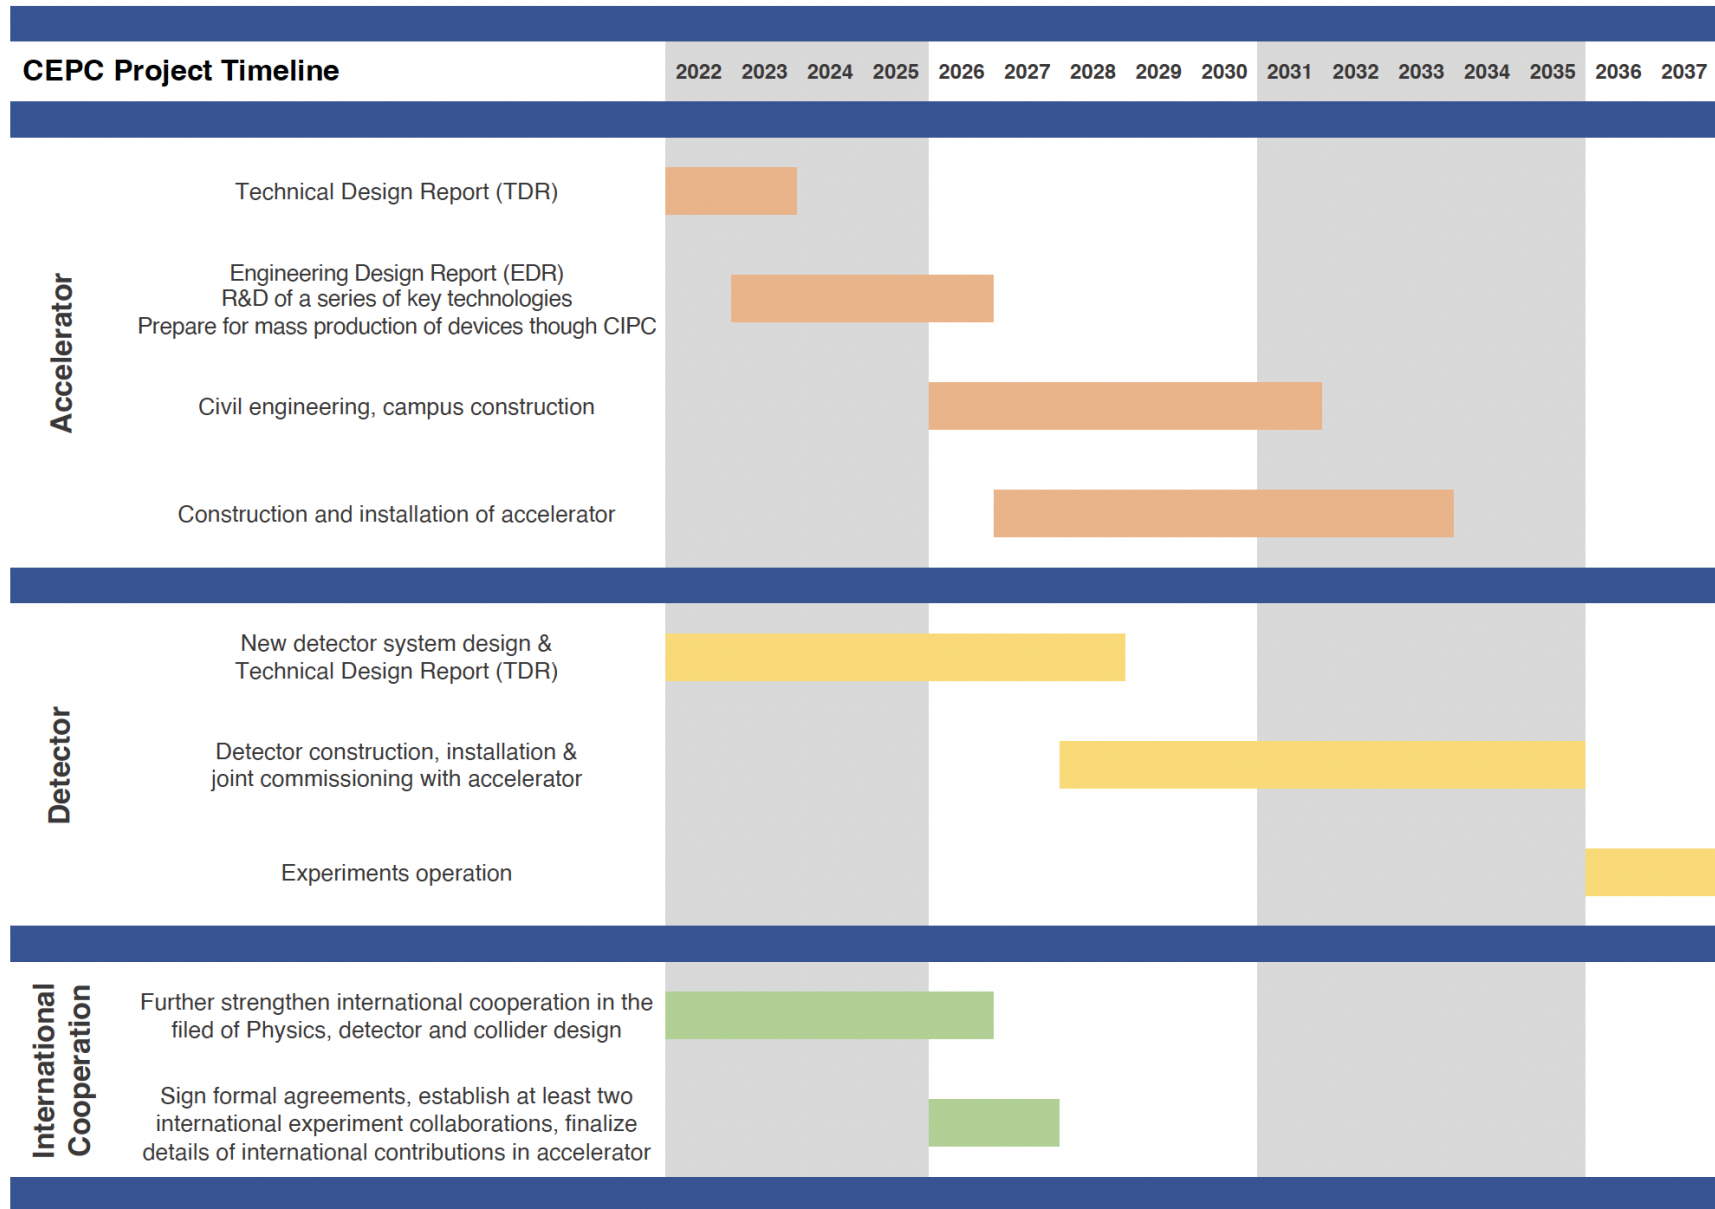 CEPC Project Timeline
2022 2023 2024 2025 2026 2027 2028 2029 2030 2031 2032 2033 2034 2035 2036 2037
Accelerator
Technical Design Report (TDR)
Engineering Design Report (EDR)
R&D of a series of key technologies
Prepare for mass production of devices though CIPC
Civil engineering, campus construction
Construction and installation of accelerator
Detector
New detector system design &
Technical Design Report (TDR)
Detector construction, installation &
joint commissioning with accelerator
Experiments operation
International
Cooperation
Further strengthen international cooperation in the
filed of Physics, detector and collider design
Sign formal agreements, establish at least two
international experiment collaborations, finalize
details of international contributions in accelerator